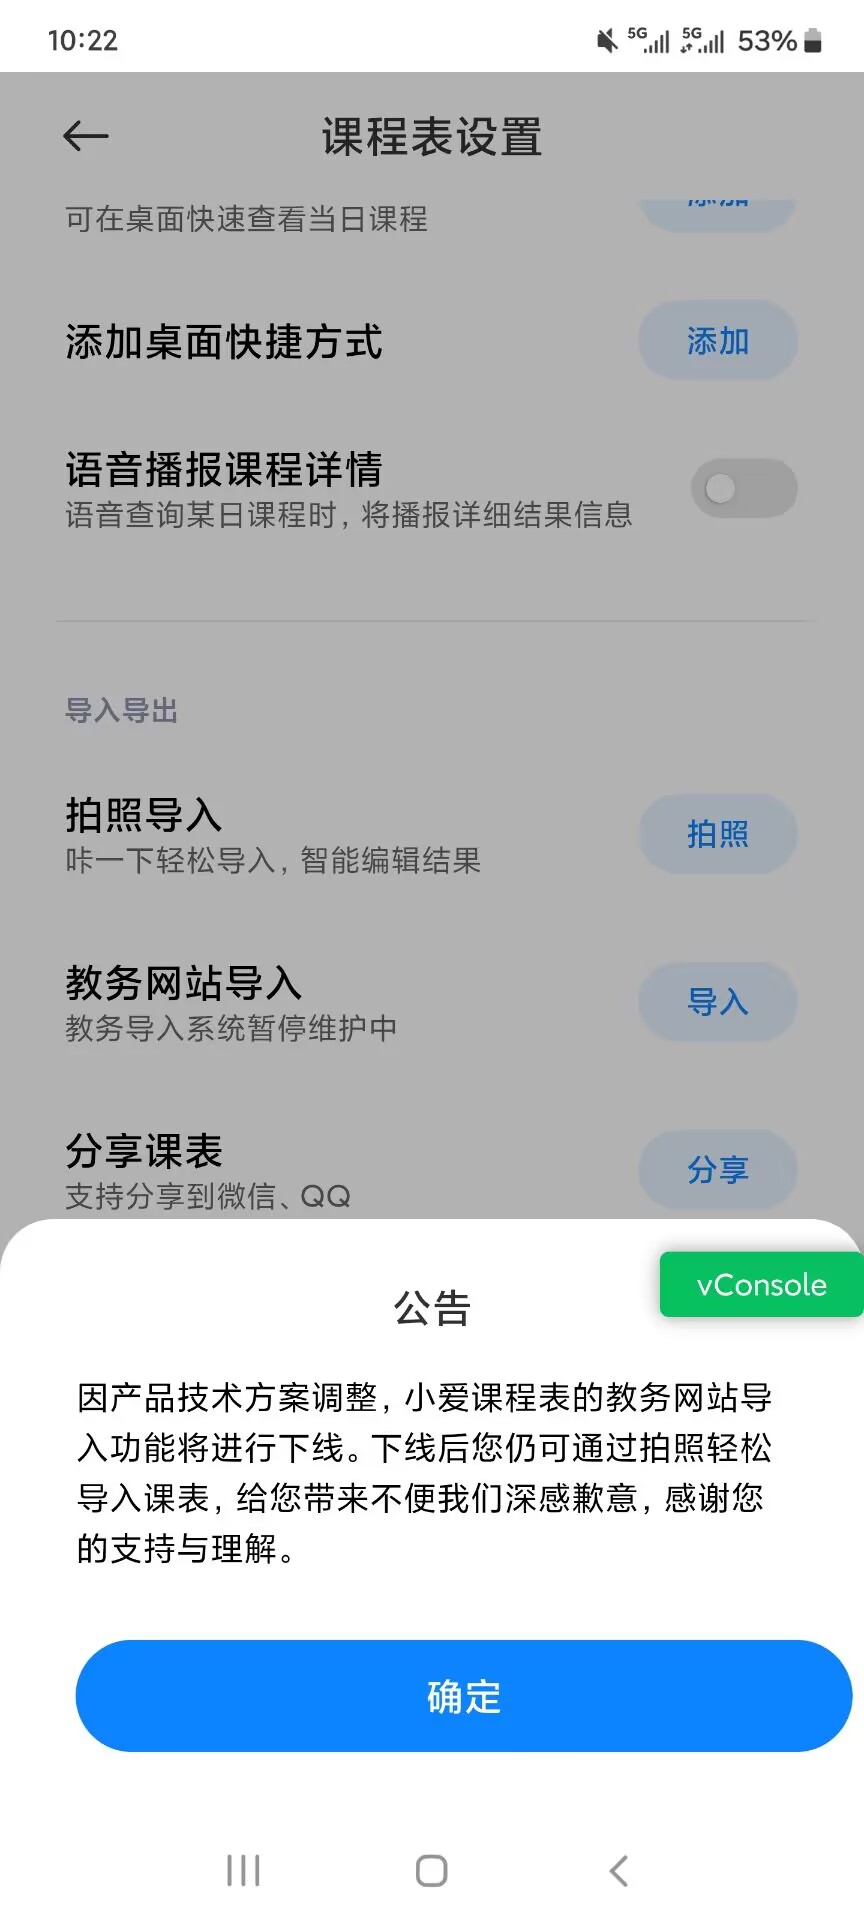 10:22
5G 5G 53%
课程表设置
可在桌面快速查看当日课程
添加
添加桌面快捷方式
添加
语音播报课程详情
语音查询某日课程时，将播报详细结果信息
导入导出
拍照导入
咔一下轻松导入，智能编辑结果
拍照
教务网站导入
教务导入系统暂停维护中
导入
分享课表
支持分享到微信、QQ
分享
vConsole
公告
因产品技术方案调整，小爱课程表的教务网站导
入功能将进行下线。下线后您仍可通过拍照轻松
导入课表，给您带来不便我们深感歉意，感谢您
的支持与理解。
确定